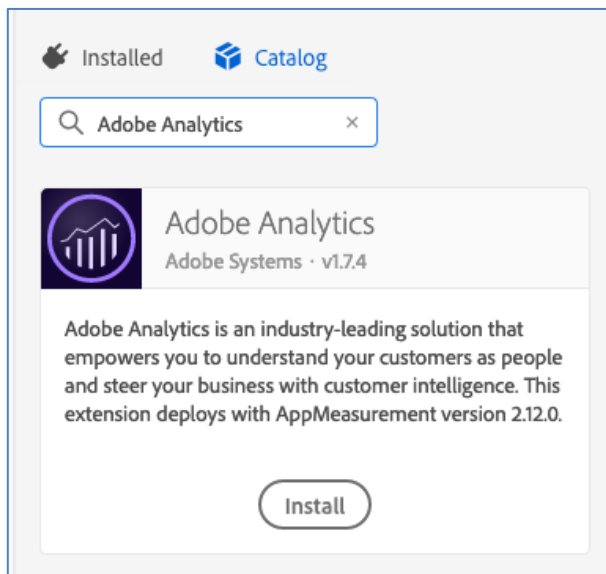 Installed Catalog
Adobe Analytics ×
Adobe Analytics
Adobe Systems · v1.7.4
Adobe Analytics is an industry-leading solution that
empowers you to understand your customers as people
and steer your business with customer intelligence. This
extension deploys with AppMeasurement version 2.12.0.
Install